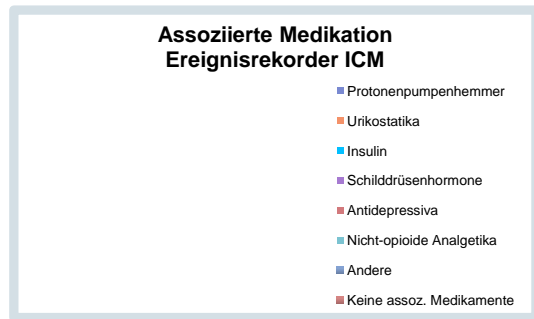 Assoziierte Medikation
Ereignisrekorder ICM
Protonenpumpenhemmer
Urikostatika
Insulin
Schilddrüsenhormone
Antidepressiva
Nicht-opioide Analgetika
Andere
Keine assoz. Medikamente